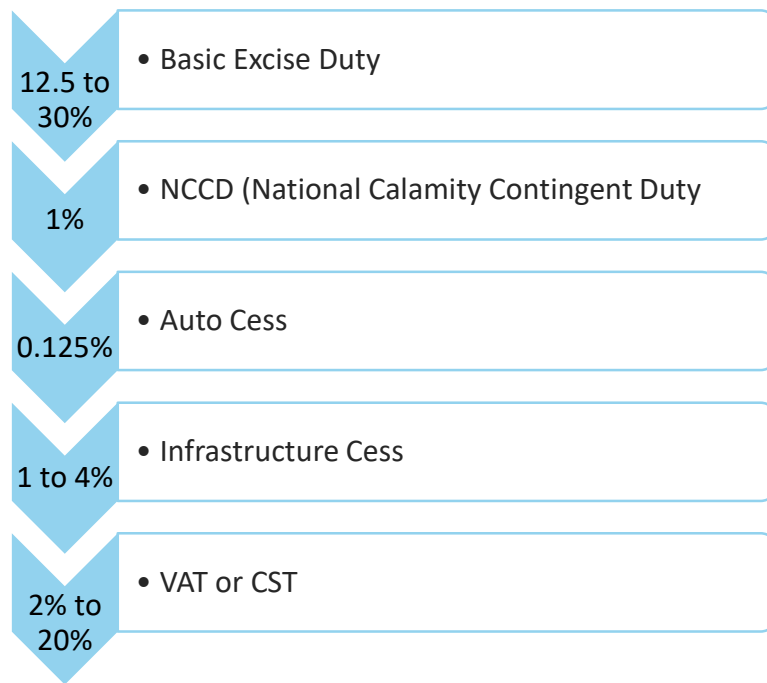 12.5 to
30%
• Basic Excise Duty
1%
• NCCD (National Calamity Contingent Duty
0.125%
• Auto Cess
1 to 4%
• Infrastructure Cess
2% to
20%
• VAT or CST